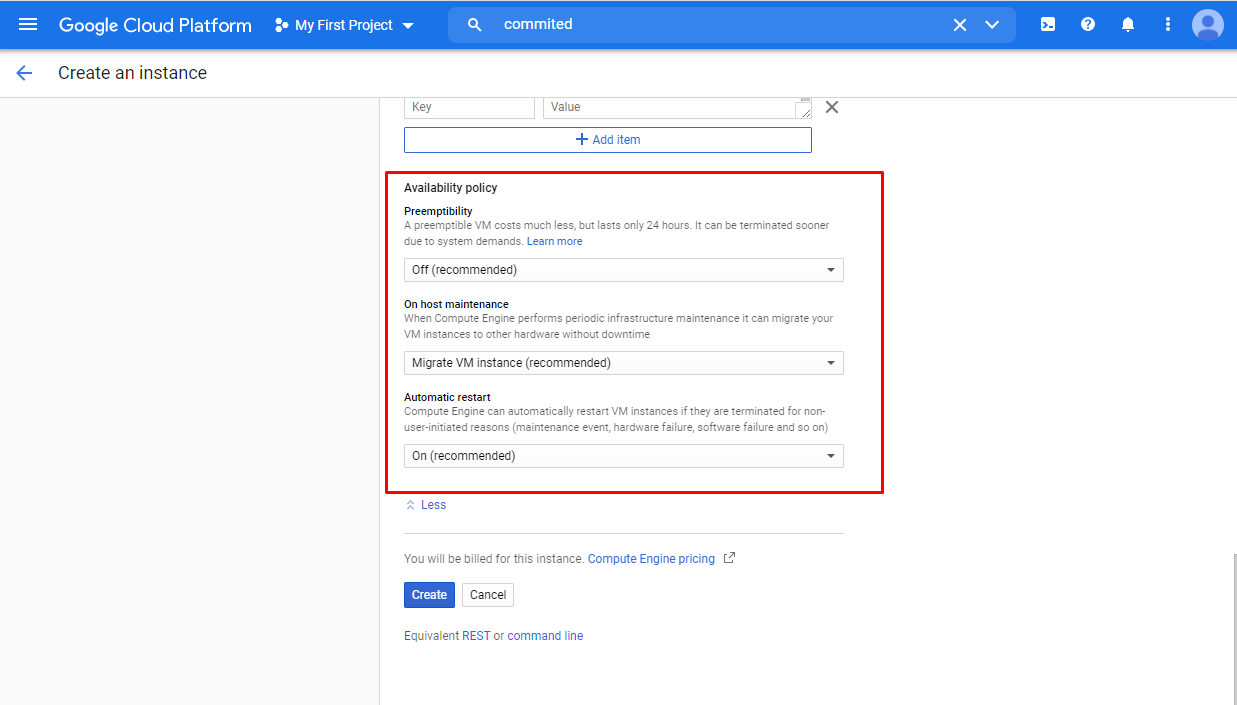 Google Cloud Platform
My First Project
commited
Create an instance
Key
Value
Add item
Availability policy
Preemptibility
A preemptible VM costs much less, but lasts only 24 hours. It can be terminated sooner
due to system demands. Learn more
Off (recommended)
On host maintenance
When Compute Engine performs periodic infrastructure maintenance it can migrate your
VM instances to other hardware without downtime
Migrate VM instance (recommended)
Automatic restart
Compute Engine can automatically restart VM instances if they are terminated for non-
user-initiated reasons (maintenance event, hardware failure, software failure and so on)
On (recommended)
Less
You will be billed for this instance. Compute Engine pricing
Create
Cancel
Equivalent REST or command line